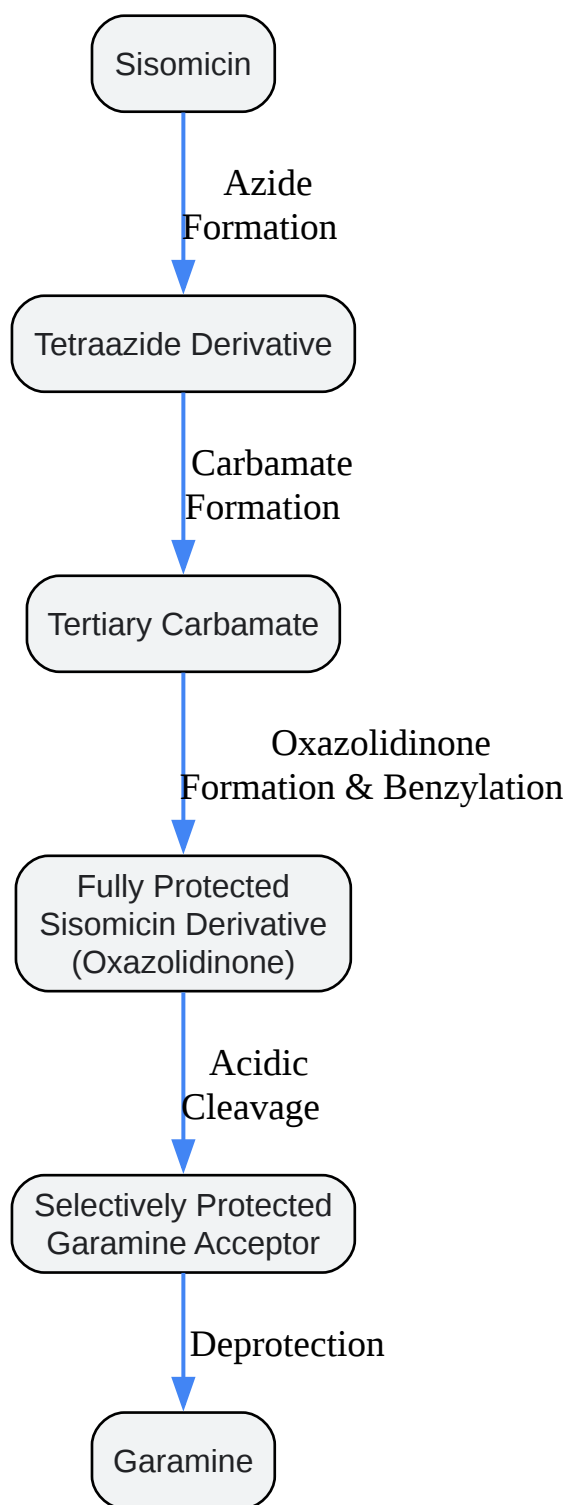 Sisomicin
Azide
Formation
Tetraazide Derivative
Carbamate
Formation
Tertiary Carbamate
Oxazolidinone
Formation & Benzylation
Fully Protected
Sisomicin Derivative
(Oxazolidinone)
Acidic
Cleavage
Selectively Protected
Garamine Acceptor
Deprotection
Garamine